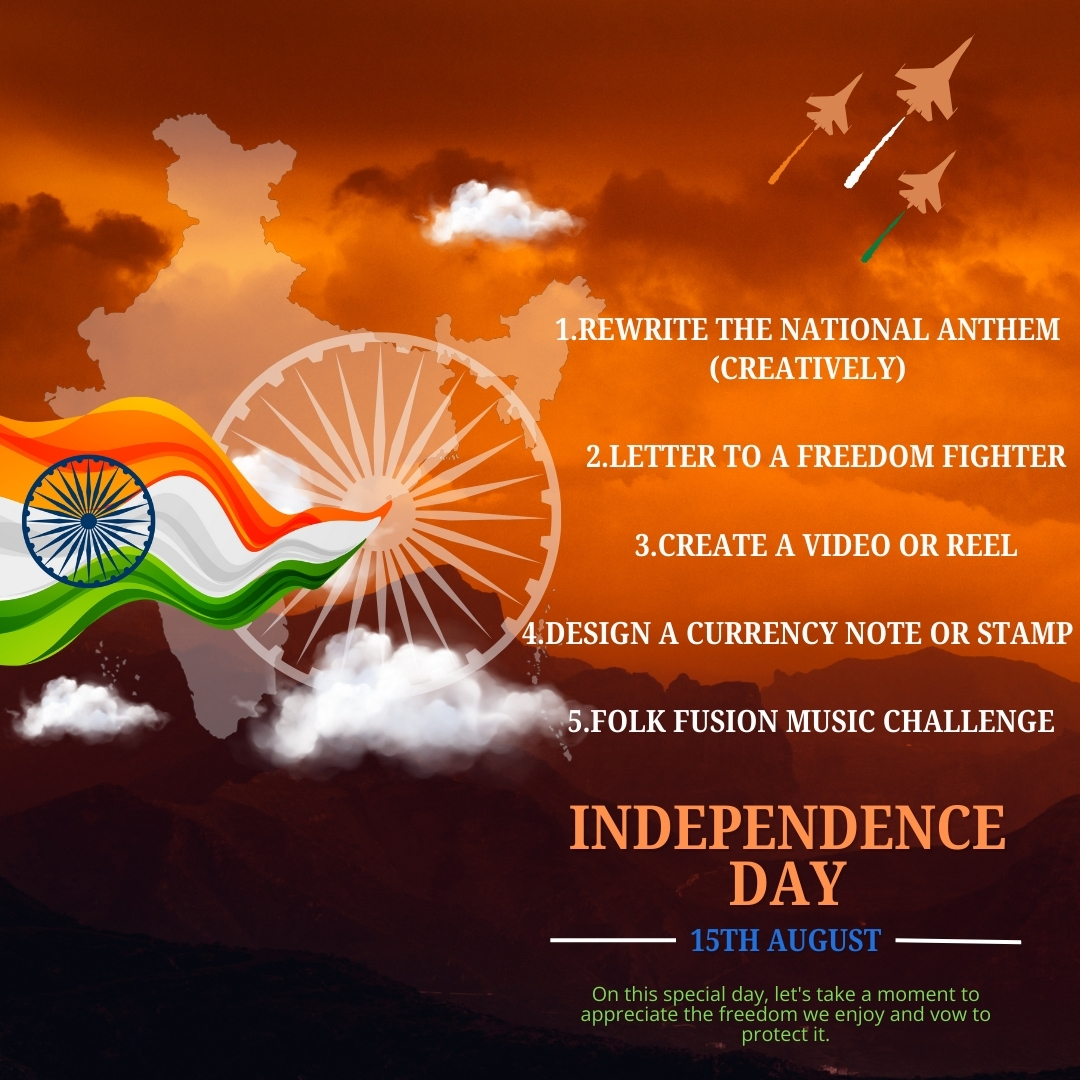 1.REWRITE THE NATIONAL ANTHEM
(CREATIVELY)
2.LETTER TO A FREEDOM FIGHTER
3.CREATE A VIDEO OR REEL
4.DESIGN A CURRENCY NOTE OR STAMP
5.FOLK FUSION MUSIC CHALLENGE
INDEPENDENCE
DAY
15TH AUGUST
On this special day, let's take a moment to
appreciate the freedom we enjoy and vow to
protect it.